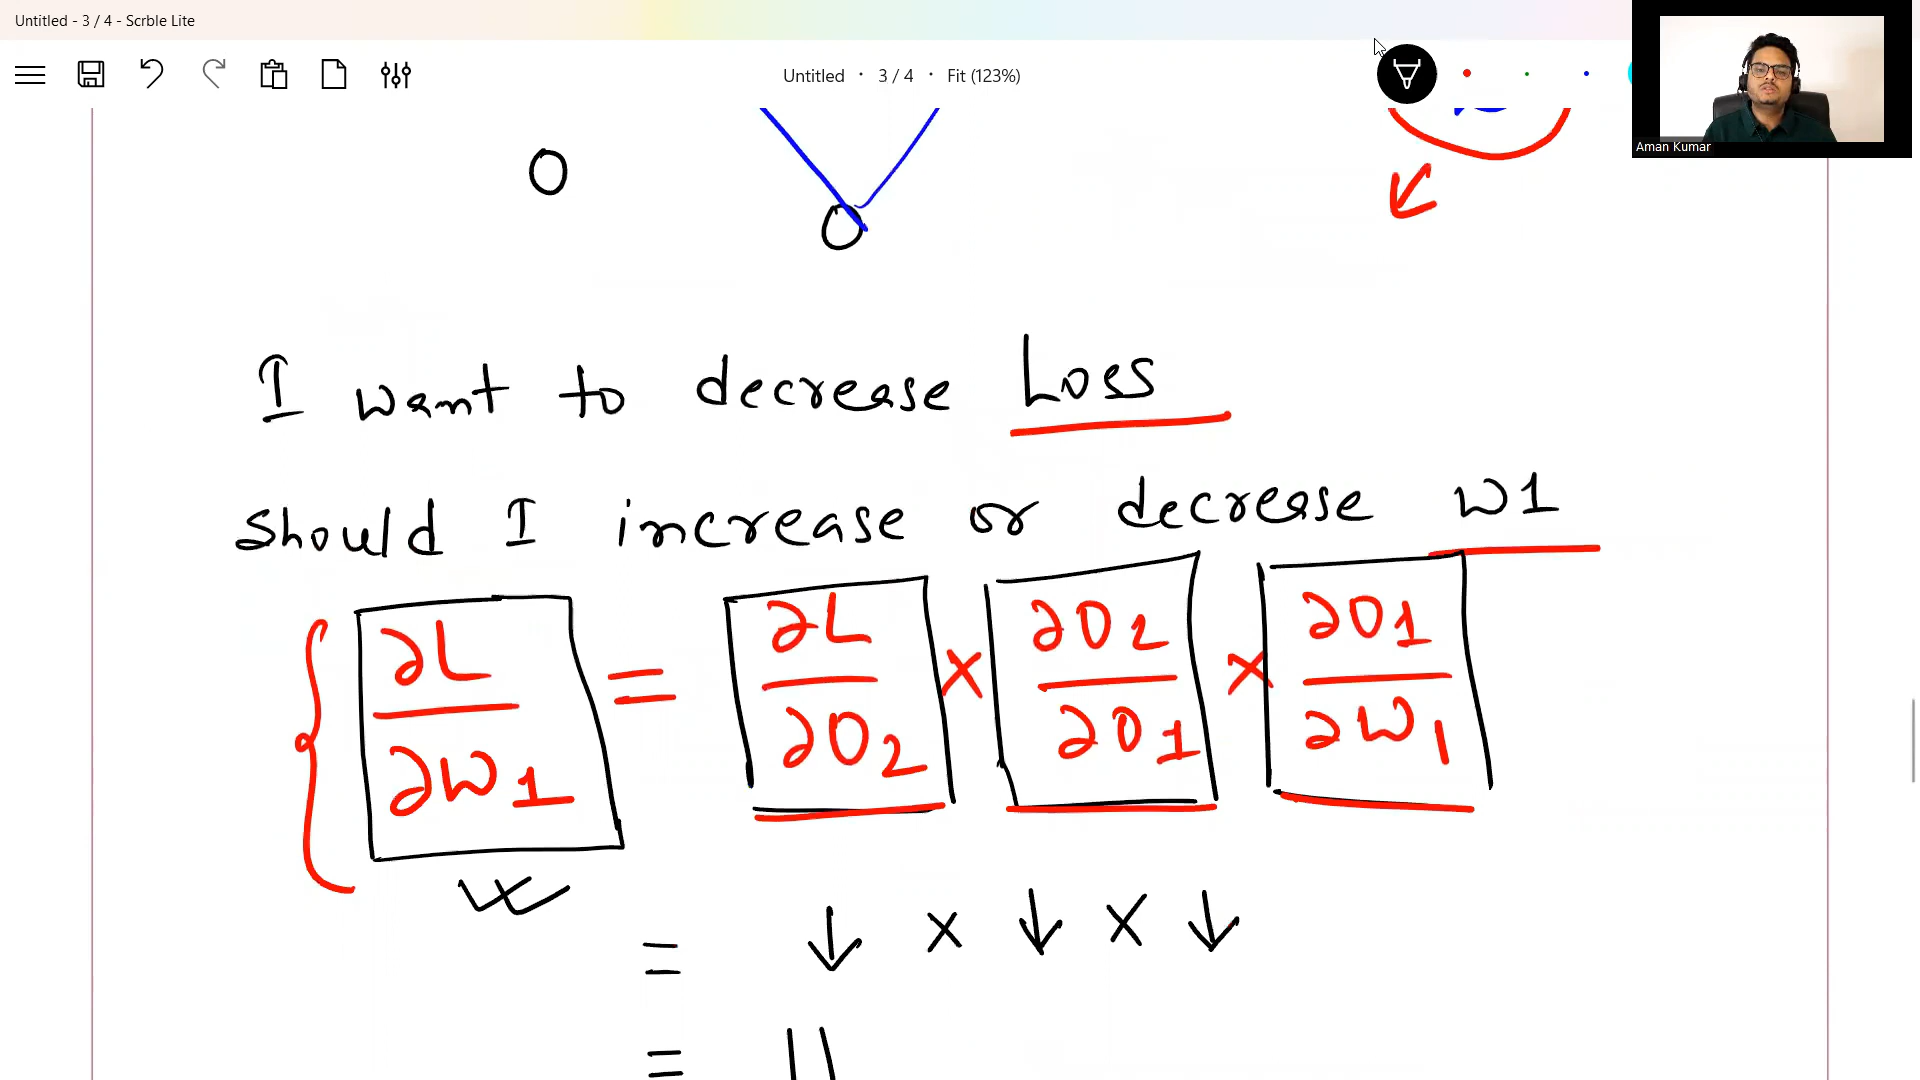 Untitled - 3 / 4 - Scrble Lite
Untitled • 3 / 4 • Fit (123%)
Aman Kumar
O
O
I want to decrease Loss
Should I increase or decrease w1
∂L/∂W1 = ∂L/∂O2 × ∂O2/∂O1 × ∂O1/∂W1
= ↓ × ↓ × ↓
=